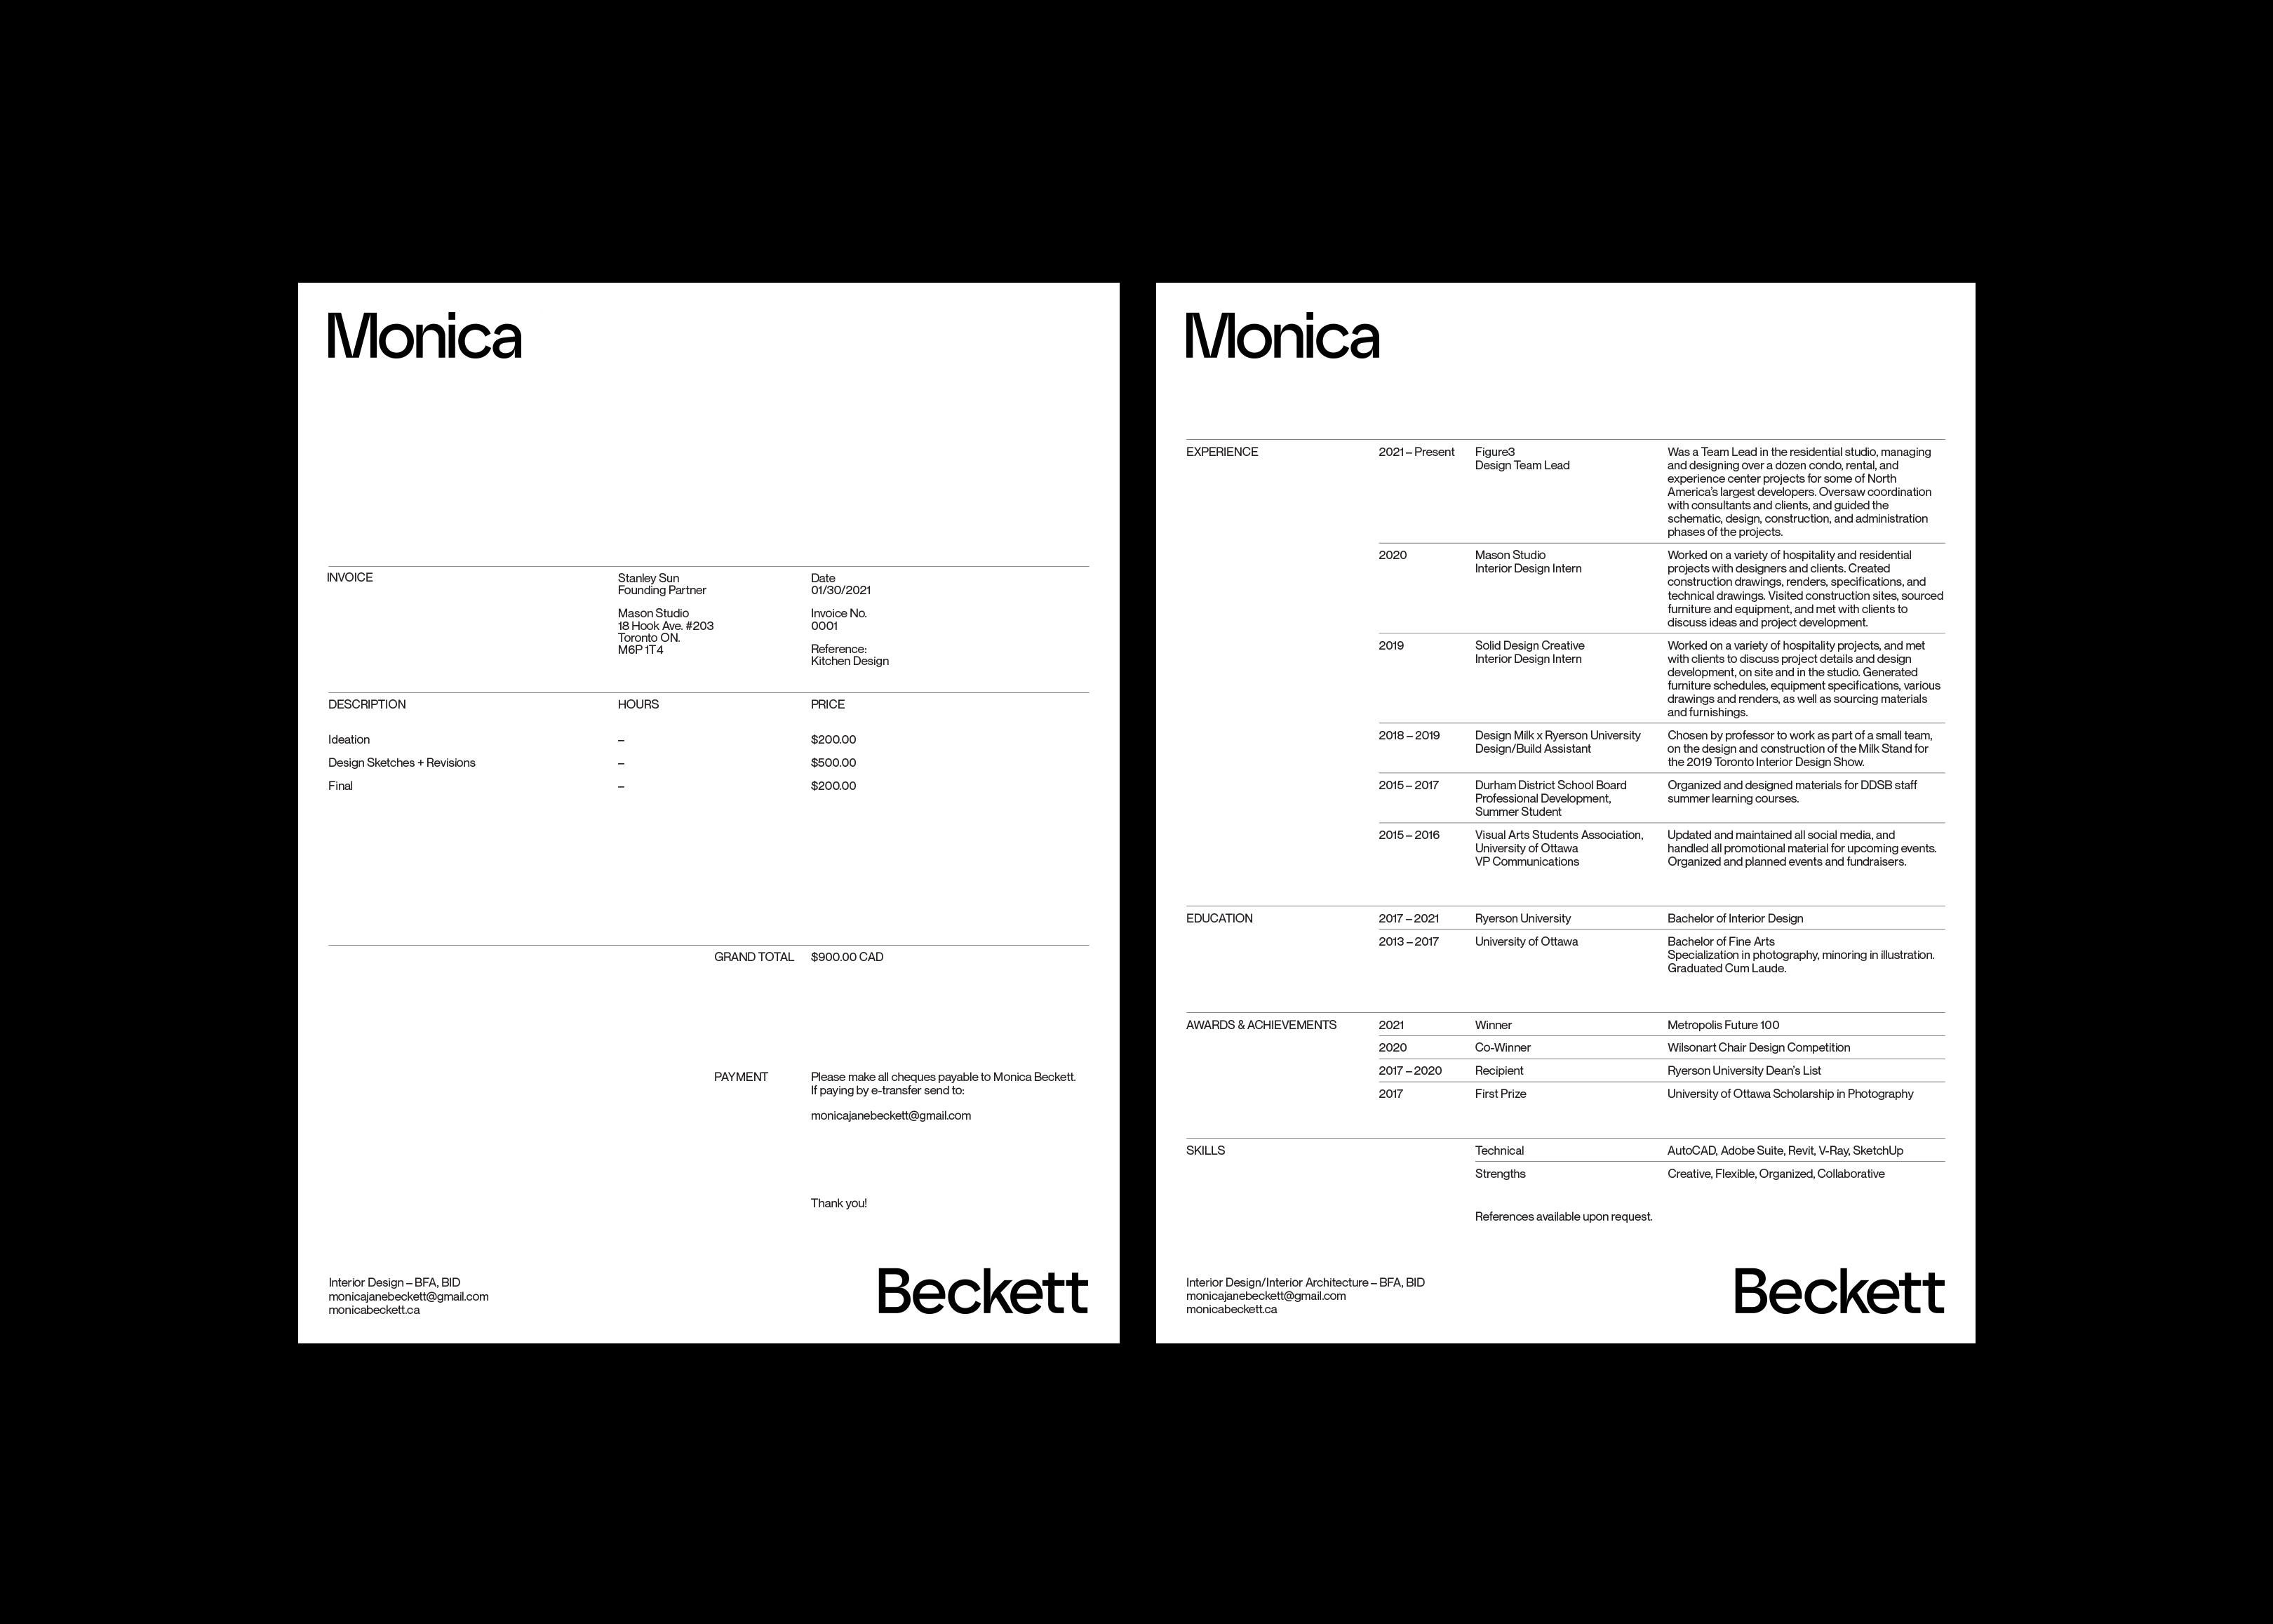 Monica
INVOICE
Stanley Sun
Founding Partner
Mason Studio
18 Hook Ave. #203
Toronto ON.
M6P 1T4
Date
01/30/2021
Invoice No.
0001
Reference:
Kitchen Design
DESCRIPTION HOURS PRICE
Ideation – $200.00
Design Sketches + Revisions – $500.00
Final – $200.00
GRAND TOTAL $900.00 CAD
PAYMENT
Please make all cheques payable to Monica Beckett.
If paying by e-transfer send to:
monicajanebeckett@gmail.com
Thank you!
Interior Design – BFA, BID
monicajanebeckett@gmail.com
monicabeckett.ca
Beckett
Monica
EXPERIENCE
2021 – Present
Figure3
Design Team Lead
Was a Team Lead in the residential studio, managing
and designing over a dozen condo, rental, and
experience center projects for some of North
America's largest developers. Oversaw coordination
with consultants and clients, and guided the
schematic, design, construction, and administration
phases of the projects.
2020
Mason Studio
Interior Design Intern
Worked on a variety of hospitality and residential
projects with designers and clients. Created
construction drawings, renders, specifications, and
technical drawings. Visited construction sites, sourced
furniture and equipment, and met with clients to
discuss ideas and project development.
2019
Solid Design Creative
Interior Design Intern
Worked on a variety of hospitality projects, and met
with clients to discuss project details and design
development, on site and in the studio. Generated
furniture schedules, equipment specifications, various
drawings and renders, as well as sourcing materials
and furnishings.
2018 – 2019
Design Milk x Ryerson University
Design/Build Assistant
Chosen by professor to work as part of a small team,
on the design and construction of the Milk Stand for
the 2019 Toronto Interior Design Show.
2015 – 2017
Durham District School Board
Professional Development,
Summer Student
Organized and designed materials for DDSB staff
summer learning courses.
2015 – 2016
Visual Arts Students Association,
University of Ottawa
VP Communications
Updated and maintained all social media, and
handled all promotional material for upcoming events.
Organized and planned events and fundraisers.
EDUCATION
2017 – 2021 Ryerson University Bachelor of Interior Design
2013 – 2017 University of Ottawa
Bachelor of Fine Arts
Specialization in photography, minoring in illustration.
Graduated Cum Laude.
AWARDS & ACHIEVEMENTS
2021 Winner Metropolis Future 100
2020 Co-Winner Wilsonart Chair Design Competition
2017 – 2020 Recipient Ryerson University Dean's List
2017 First Prize University of Ottawa Scholarship in Photography
SKILLS
Technical AutoCAD, Adobe Suite, Revit, V-Ray, SketchUp
Strengths Creative, Flexible, Organized, Collaborative
References available upon request.
Interior Design/Interior Architecture – BFA, BID
monicajanebeckett@gmail.com
monicabeckett.ca
Beckett